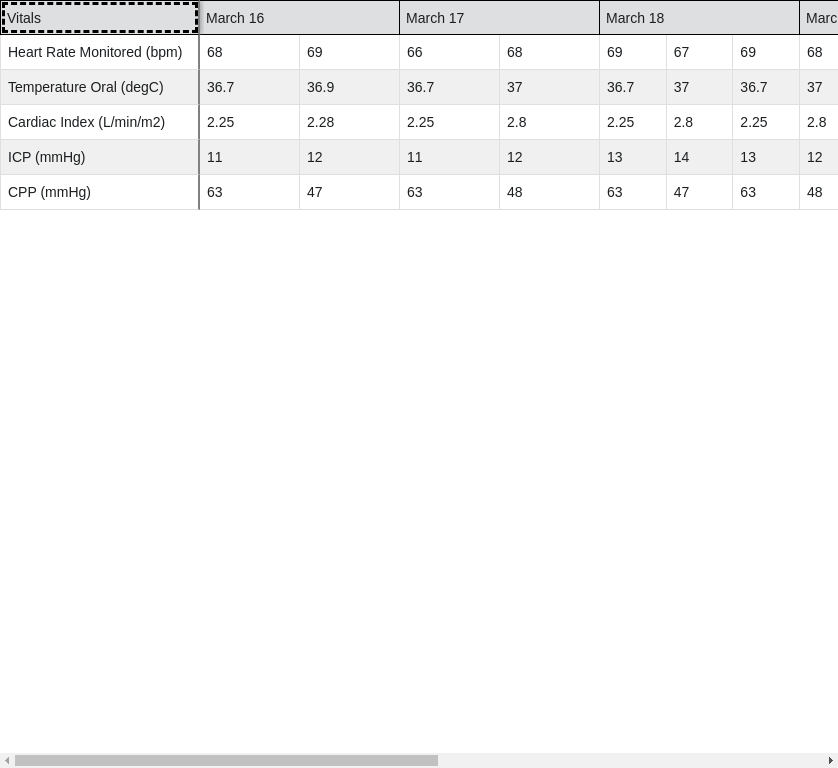 Vitals March 16 March 17 March 18 Marc
Heart Rate Monitored (bpm) 68 69 66 68 69 67 69 68
Temperature Oral (degC) 36.7 36.9 36.7 37 36.7 37 36.7 37
Cardiac Index (L/min/m2) 2.25 2.28 2.25 2.8 2.25 2.8 2.25 2.8
ICP (mmHg) 11 12 11 12 13 14 13 12
CPP (mmHg) 63 47 63 48 63 47 63 48